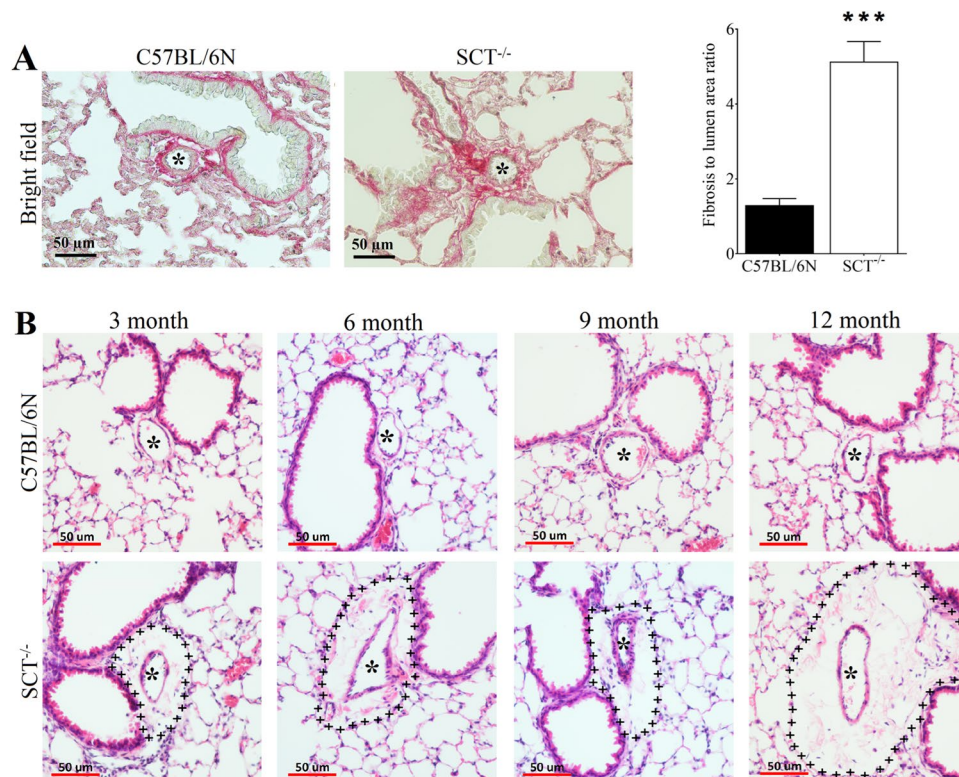 A
C57BL/6N
SCT-/-
Bright field
*
50 µm
*
50 µm
***
Fibrosis to lumen area ratio
6
4
2
0
C57BL/6N
SCT-/-
B
3 month
6 month
9 month
12 month
C57BL/6N
*
50 um
*
50 um
*
50 um
*
50 um
SCT-/-
*
50 um
*
50 um
*
50 um
*
50 um